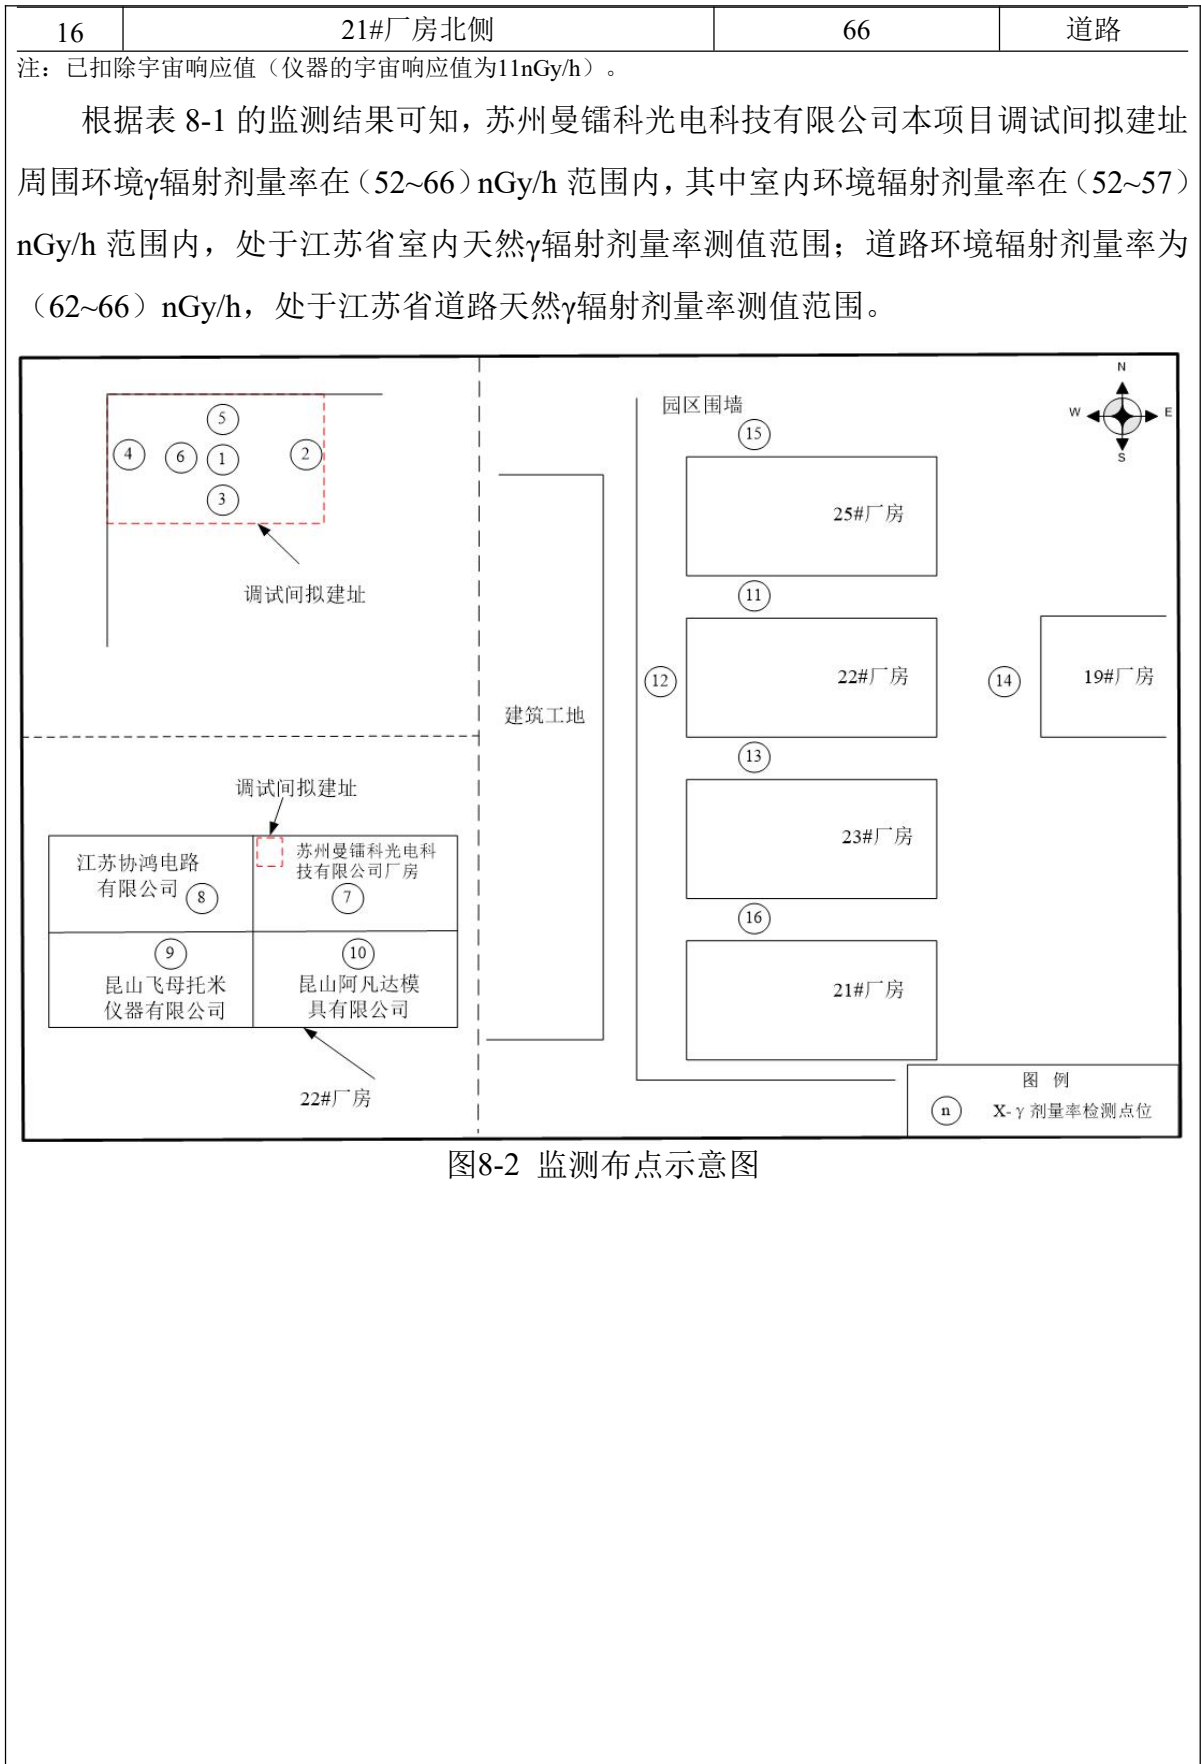 16 21#厂房北侧 66 道路
注：已扣除宇宙响应值（仪器的宇宙响应值为11nGy/h）。
根据表 8-1 的监测结果可知，苏州曼镭科光电科技有限公司本项目调试间拟建址
周围环境γ辐射剂量率在（52~66）nGy/h 范围内，其中室内环境辐射剂量率在（52~57）
nGy/h 范围内，处于江苏省室内天然γ辐射剂量率测值范围；道路环境辐射剂量率为
（62~66）nGy/h，处于江苏省道路天然γ辐射剂量率测值范围。
5
4 6 1 2
3
调试间拟建址
调试间拟建址
江苏协鸿电路
有限公司 8
苏州曼镭科光电科
技有限公司厂房
7
9
昆山飞母托米
仪器有限公司
10
昆山阿凡达模
具有限公司
22#厂房
建筑工地
园区围墙
15
25#厂房
11
12
22#厂房
14
19#厂房
13
23#厂房
16
21#厂房
N
W E
S
图 例
n X-γ剂量率检测点位
图8-2 监测布点示意图